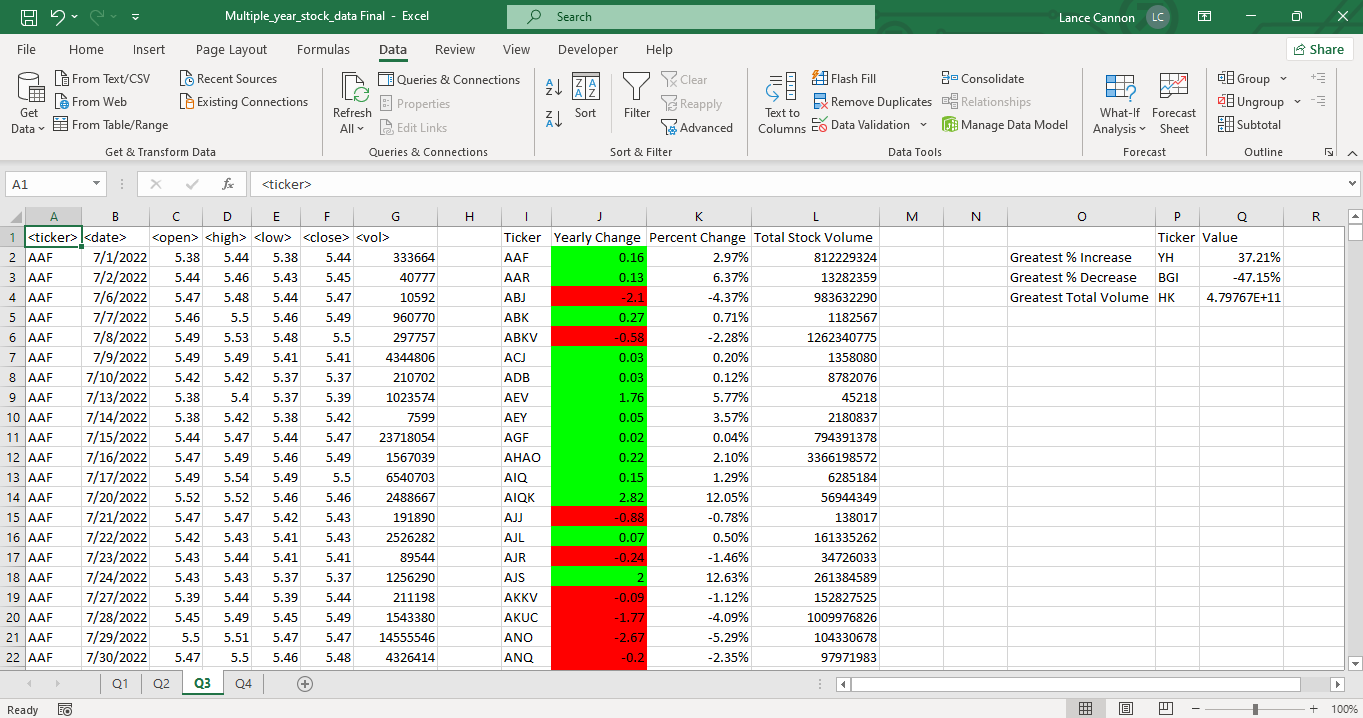 Multiple_year_stock_data Final - Excel
Search
Lance Cannon LC
File Home Insert Page Layout Formulas Data Review View Developer Help Share
Get Data
From Text/CSV
From Web
From Table/Range
Recent Sources
Existing Connections
Get & Transform Data
Refresh All
Queries & Connections
Properties
Edit Links
Queries & Connections
Sort
Filter
Clear
Reapply
Advanced
Sort & Filter
Text to Columns
Flash Fill
Remove Duplicates
Data Validation
Consolidate
Relationships
Manage Data Model
Data Tools
What-If Analysis
Forecast Sheet
Forecast
Group
Ungroup
Subtotal
Outline
A1 fx <ticker>
A B C D E F G H I J K L M N O P Q R
1 <ticker> <date> <open> <high> <low> <close> <vol> Ticker Yearly Change Percent Change Total Stock Volume Ticker Value
2 AAF 7/1/2022 5.38 5.44 5.38 5.44 333664 AAF 0.16 2.97% 812229324 Greatest % Increase YH 37.21%
3 AAF 7/2/2022 5.44 5.46 5.43 5.45 40777 AAR 0.13 6.37% 13282359 Greatest % Decrease BGI -47.15%
4 AAF 7/6/2022 5.47 5.48 5.44 5.47 10592 ABJ -2.1 -4.37% 983632290 Greatest Total Volume HK 4.79767E+11
5 AAF 7/7/2022 5.46 5.5 5.46 5.49 960770 ABK 0.27 0.71% 1182567
6 AAF 7/8/2022 5.49 5.53 5.48 5.5 297757 ABKV -0.58 -2.28% 1262340775
7 AAF 7/9/2022 5.49 5.49 5.41 5.41 4344806 ACJ 0.03 0.20% 1358080
8 AAF 7/10/2022 5.42 5.42 5.37 5.37 210702 ADB 0.03 0.12% 8782076
9 AAF 7/13/2022 5.38 5.4 5.37 5.39 1023574 AEV 1.76 5.77% 45218
10 AAF 7/14/2022 5.38 5.42 5.38 5.42 7599 AEY 0.05 3.57% 2180837
11 AAF 7/15/2022 5.44 5.47 5.44 5.47 23718054 AGF 0.02 0.04% 794391378
12 AAF 7/16/2022 5.47 5.49 5.46 5.49 1567039 AHAO 0.22 2.10% 3366198572
13 AAF 7/17/2022 5.49 5.54 5.49 5.5 6540703 AIQ 0.15 1.29% 6285184
14 AAF 7/20/2022 5.52 5.52 5.46 5.46 2488667 AIQK 2.82 12.05% 56944349
15 AAF 7/21/2022 5.47 5.47 5.42 5.43 191890 AJJ -0.88 -0.78% 138017
16 AAF 7/22/2022 5.42 5.43 5.41 5.43 2526282 AJL 0.07 0.50% 161335262
17 AAF 7/23/2022 5.43 5.44 5.41 5.41 89544 AJR -0.24 -1.46% 34726033
18 AAF 7/24/2022 5.43 5.43 5.37 5.37 1256290 AJS 2 12.63% 261384589
19 AAF 7/27/2022 5.39 5.44 5.39 5.44 211198 AKKV -0.09 -1.12% 152827525
20 AAF 7/28/2022 5.45 5.49 5.45 5.49 1543380 AKUC -1.77 -4.09% 1009976826
21 AAF 7/29/2022 5.5 5.51 5.47 5.47 14555546 ANO -2.67 -5.29% 104330678
22 AAF 7/30/2022 5.47 5.5 5.46 5.48 4326414 ANQ -0.2 -2.35% 97971983
Q1 Q2 Q3 Q4
Ready 100%